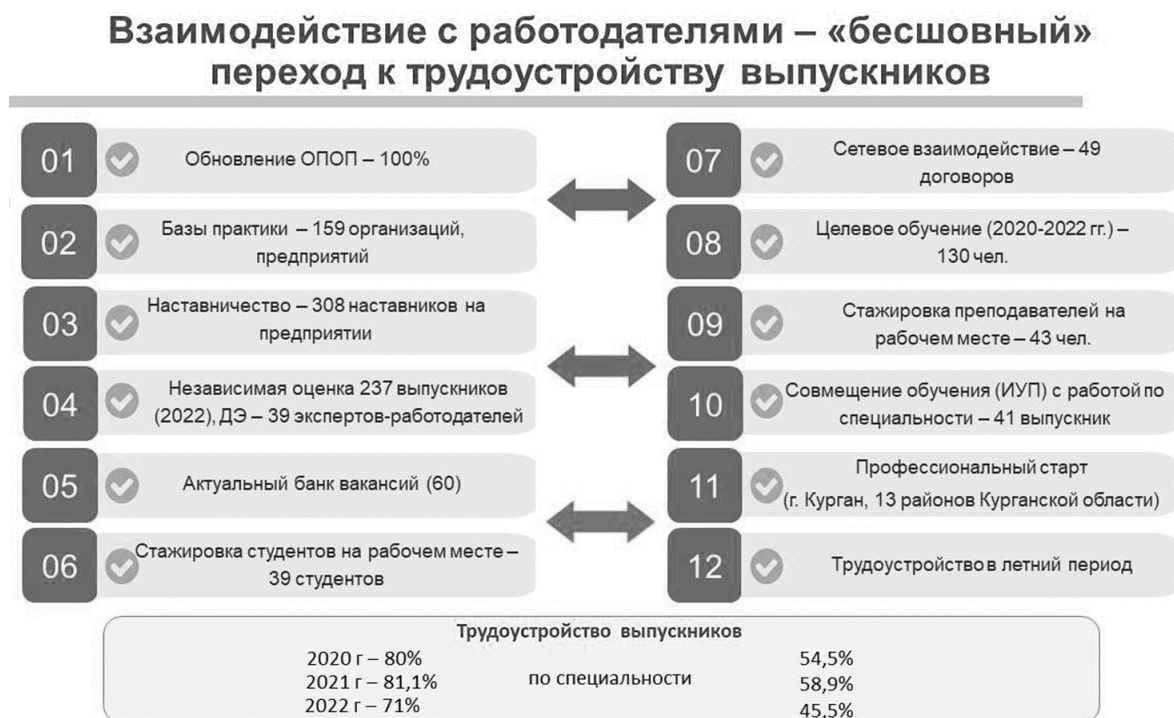 Взаимодействие с работодателями – «бесшовный»
переход к трудоустройству выпускников
01
Обновление ОПОП – 100%
02
Базы практики – 159 организаций,
предприятий
03
Наставничество – 308 наставников на
предприятии
04
Независимая оценка 237 выпускников
(2022), ДЭ – 39 экспертов-работодателей
05
Актуальный банк вакансий (60)
06
Стажировка студентов на рабочем месте –
39 студентов
07
Сетевое взаимодействие – 49
договоров
08
Целевое обучение (2020-2022 гг.) –
130 чел.
09
Стажировка преподавателей на
рабочем месте – 43 чел.
10
Совмещение обучения (ИУП) с работой по
специальности – 41 выпускник
11
Профессиональный старт
(г. Курган, 13 районов Курганской области)
12
Трудоустройство в летний период
Трудоустройство выпускников
2020 г – 80%
2021 г – 81,1%
2022 г – 71%
по специальности
54,5%
58,9%
45,5%